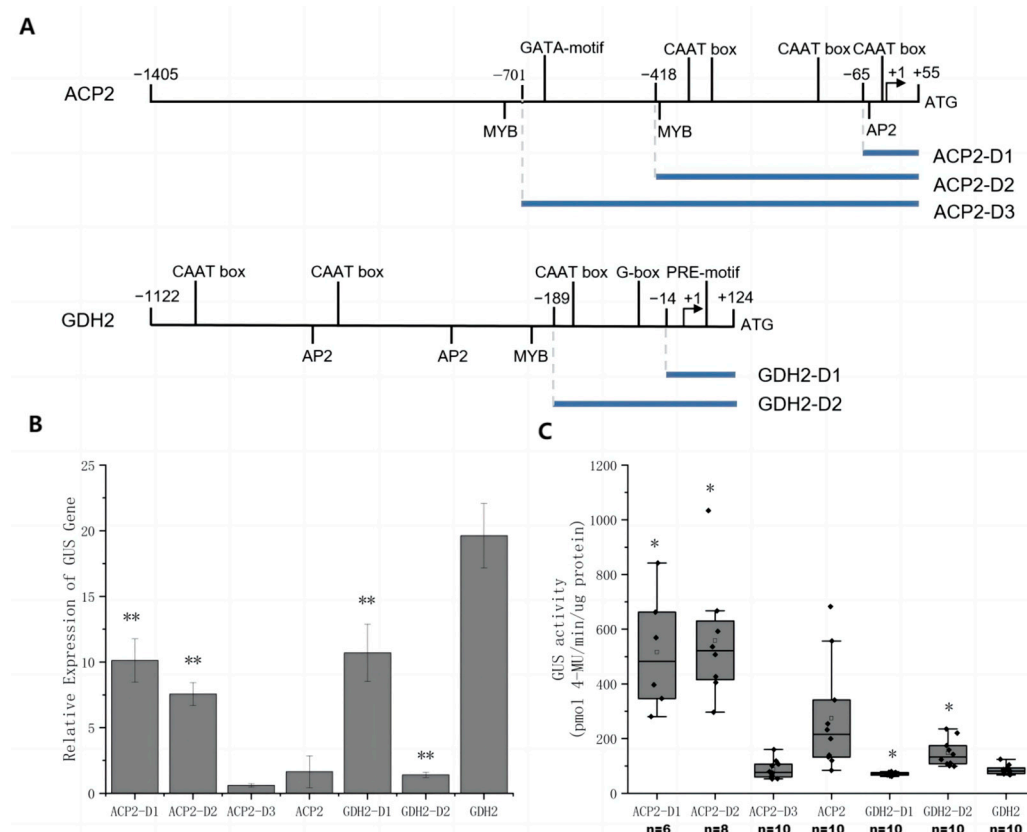 A
GATA-motif CAAT box CAAT box CAAT box
−1405 −701 −418 −65 +1 +55
ACP2 ATG
MYB MYB AP2
ACP2-D1
ACP2-D2
ACP2-D3
CAAT box CAAT box CAAT box G-box PRE-motif
−1122 −189 −14 +1 +124
GDH2 ATG
AP2 AP2 MYB
GDH2-D1
GDH2-D2
B
Relative Expression of GUS Gene
25
20
15
10
5
0
** ** ** **
ACP2-D1 ACP2-D2 ACP2-D3 ACP2 GDH2-D1 GDH2-D2 GDH2
C
GUS activity
(pmol 4-MU/min/ug protein)
1200
1000
800
600
400
200
0
* * * *
ACP2-D1 ACP2-D2 ACP2-D3 ACP2 GDH2-D1 GDH2-D2 GDH2
n=6 n=8 n=10 n=10 n=10 n=10 n=10